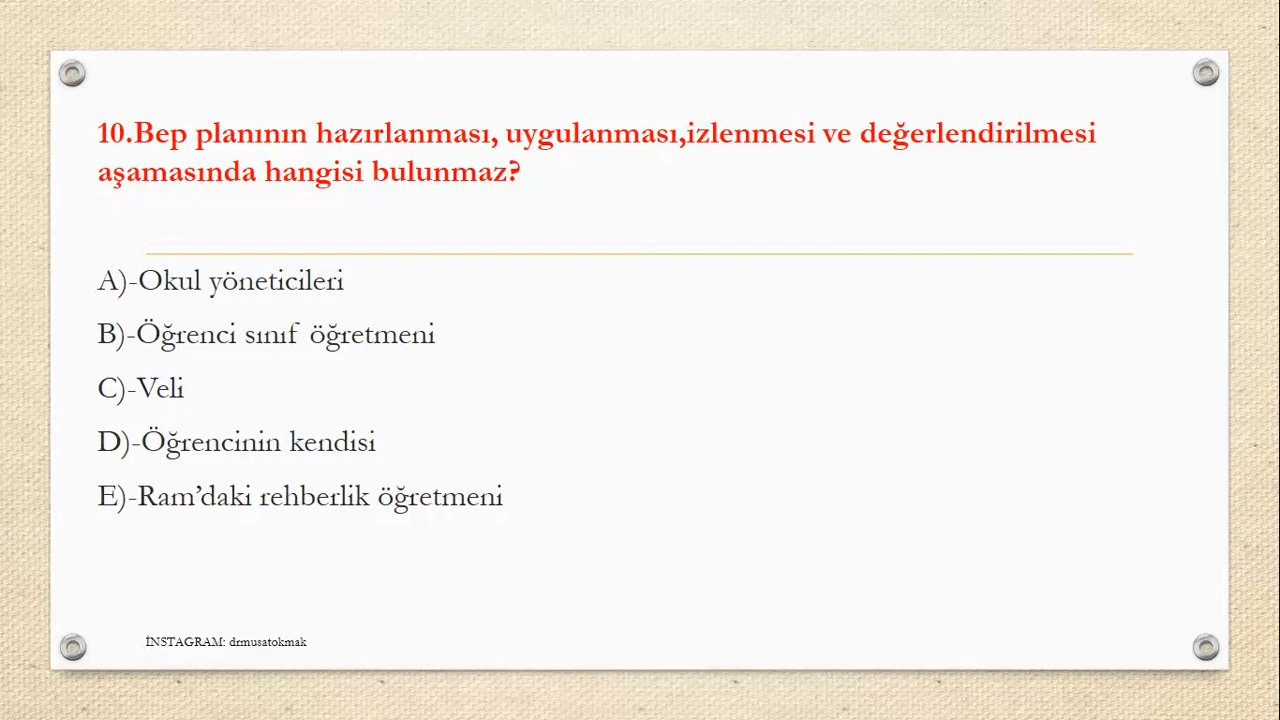 10.Bep planının hazırlanması, uygulanması,izlenmesi ve değerlendirilmesi
aşamasında hangisi bulunmaz?
A)-Okul yöneticileri
B)-Öğrenci sınıf öğretmeni
C)-Veli
D)-Öğrencinin kendisi
E)-Ram’daki rehberlik öğretmeni
İNSTAGRAM: drmusatokmak